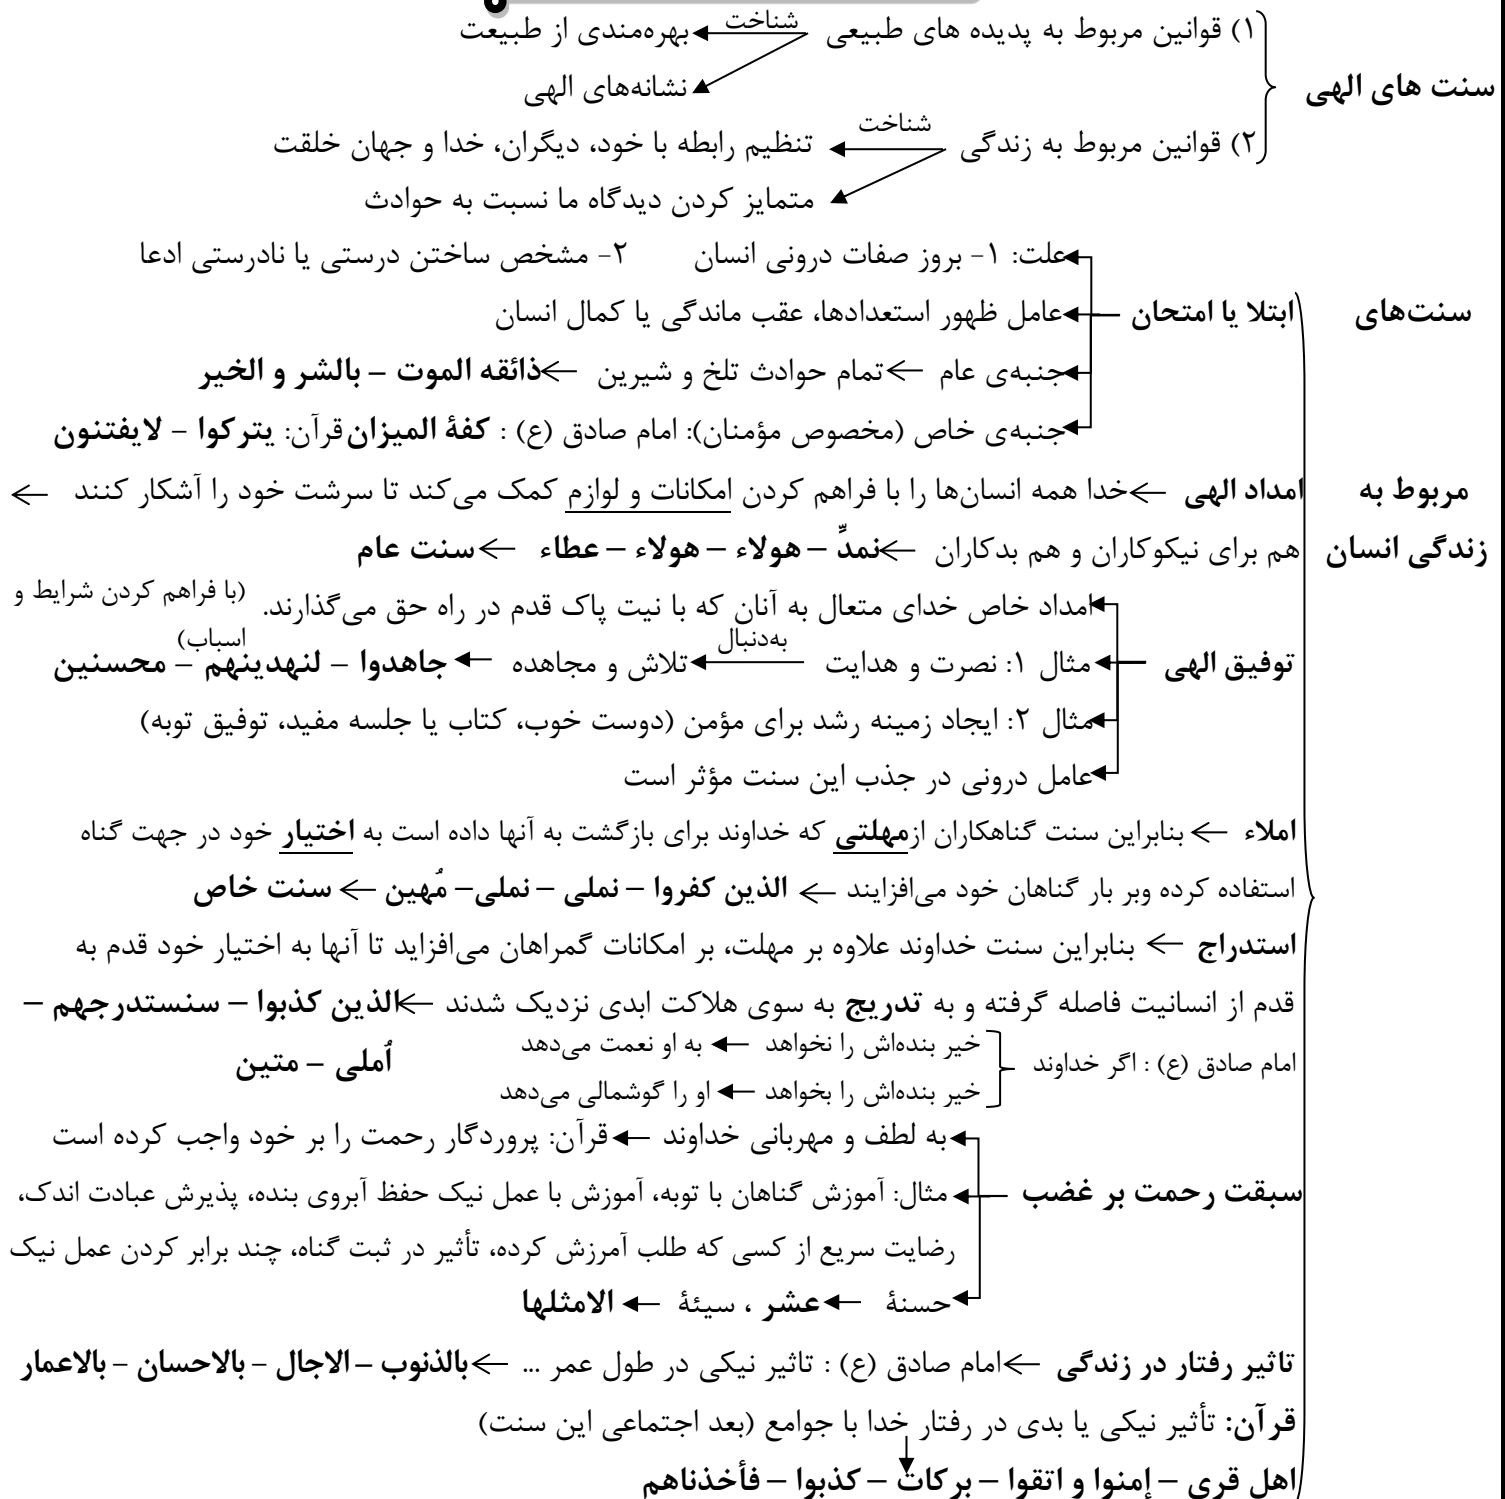 ۱) قوانین مربوط به پدیده های طبیعی شناخت بهره‌مندی از طبیعت
سنت های الهی
نشانه‌های الهی
۲) قوانین مربوط به زندگی شناخت تنظیم رابطه با خود، دیگران، خدا و جهان خلقت
متمایز کردن دیدگاه ما نسبت به حوادث
علت: ۱- بروز صفات درونی انسان ۲- مشخص ساختن درستی یا نادرستی ادعا
سنت‌های ابتلا یا امتحان عامل ظهور استعدادها، عقب ماندگی یا کمال انسان
جنبه‌ی عام ← تمام حوادث تلخ و شیرین ← ذائقه الموت – بالشر و الخیر
جنبه‌ی خاص (مخصوص مؤمنان): امام صادق (ع) : کفهٔ المیزان قرآن: یترکوا – لایفتنون
مربوط به امداد الهی ← خدا همه انسان‌ها را با فراهم کردن امکانات و لوازم کمک می‌کند تا سرشت خود را آشکار کنند ←
زندگی انسان هم برای نیکوکاران و هم بدکاران ← نمدِّ – هولاء – هولاء – عطاء ← سنت عام
امداد خاص خدای متعال به آنان که با نیت پاک قدم در راه حق می‌گذارند. (با فراهم کردن شرایط و
اسباب)
توفیق الهی مثال ۱: نصرت و هدایت به‌دنبال تلاش و مجاهده ← جاهدوا – لنهدینهم – محسنین
مثال ۲: ایجاد زمینه رشد برای مؤمن (دوست خوب، کتاب یا جلسه مفید، توفیق توبه)
عامل درونی در جذب این سنت مؤثر است
املاء ← بنابراین سنت گناهکاران ازمهلتی که خداوند برای بازگشت به آنها داده است به اختیار خود در جهت گناه
استفاده کرده وبر بار گناهان خود می‌افزایند ← الذین کفروا – نملی – نملی– مُهین ← سنت خاص
استدراج ← بنابراین سنت خداوند علاوه بر مهلت، بر امکانات گمراهان می‌افزاید تا آنها به اختیار خود قدم به
قدم از انسانیت فاصله گرفته و به تدریج به سوی هلاکت ابدی نزدیک شدند ← الذین کذبوا – سنستدرجهم –
اُملی – متین
امام صادق (ع) : اگر خداوند
خیر بنده‌اش را نخواهد ← به او نعمت می‌دهد
خیر بنده‌اش را بخواهد ← او را گوشمالی می‌دهد
به لطف و مهربانی خداوند ← قرآن: پروردگار رحمت را بر خود واجب کرده است
سبقت رحمت بر غضب مثال: آموزش گناهان با توبه، آموزش با عمل نیک حفظ آبروی بنده، پذیرش عبادت اندک،
رضایت سریع از کسی که طلب آمرزش کرده، تأثیر در ثبت گناه، چند برابر کردن عمل نیک
حسنهٔ ← عشر ، سیئهٔ ← الامثلها
تاثیر رفتار در زندگی ← امام صادق (ع) : تاثیر نیکی در طول عمر ... ← بالذنوب – الاجال – بالاحسان – بالاعمار
قرآن: تأثیر نیکی یا بدی در رفتار خدا با جوامع (بعد اجتماعی این سنت)
اهل قری – إمنوا و اتقوا – برکات – کذبوا – فأخذناهم